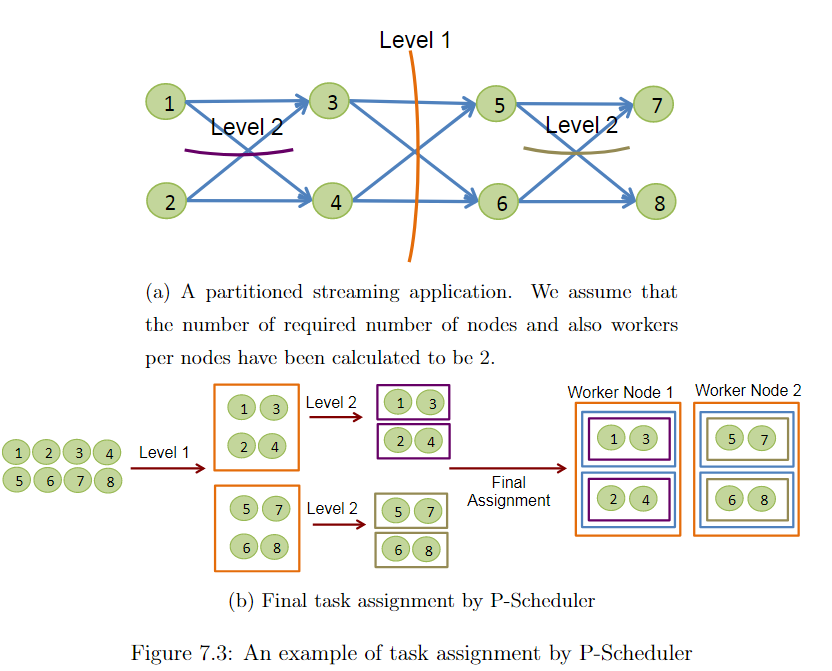 Level 1
1 3 5 7
Level 2 Level 2
2 4 6 8
(a) A partitioned streaming application. We assume that
the number of required number of nodes and also workers
per nodes have been calculated to be 2.
Worker Node 1 Worker Node 2
1 3 Level 2 1 3 1 3 5 7
1 2 3 4 Level 1 2 4 2 4
5 6 7 8 Final
Assignment
5 7 Level 2 5 7 2 4 6 8
6 8 6 8
(b) Final task assignment by P-Scheduler
Figure 7.3: An example of task assignment by P-Scheduler